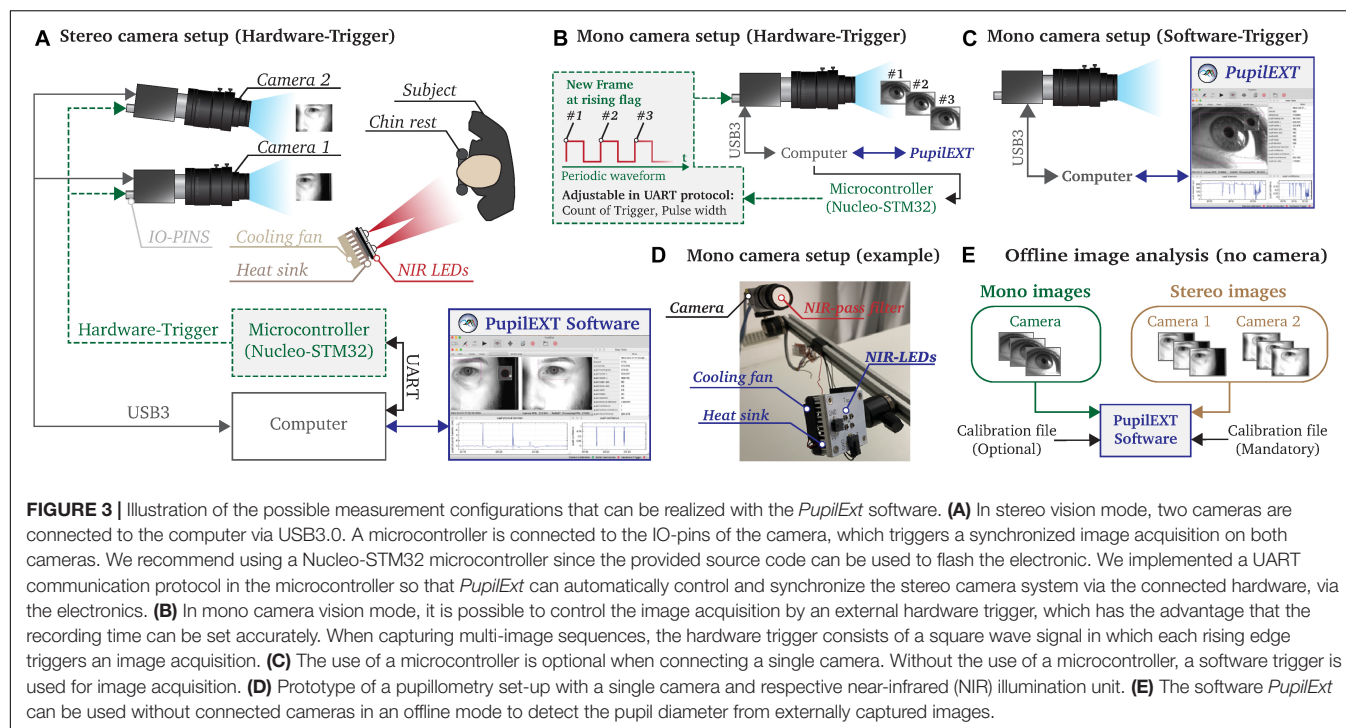 A Stereo camera setup (Hardware-Trigger)
Camera 2
Camera 1
Subject
Chin rest
IO-PINS
Cooling fan
Heat sink
NIR LEDs
Hardware-Trigger
Microcontroller
(Nucleo-STM32)
UART
USB3
Computer
PupilEXT Software
B Mono camera setup (Hardware-Trigger)
New Frame
at rising flag
#1 #2 #3
t
Periodic waveform
Adjustable in UART protocol:
Count of Trigger, Pulse width
#1
#2
#3
USB3
Computer
PupilEXT
Microcontroller
(Nucleo-STM32)
C Mono camera setup (Software-Trigger)
USB3
Computer
PupilEXT
D Mono camera setup (example)
Camera
NIR-pass filter
NIR-LEDs
Cooling fan
Heat sink
E Offline image analysis (no camera)
Mono images
Camera
Stereo images
Camera 1 Camera 2
PupilEXT
Software
Calibration file
(Optional)
Calibration file
(Mandatory)
FIGURE 3 | Illustration of the possible measurement configurations that can be realized with the PupilExt software. (A) In stereo vision mode, two cameras are
connected to the computer via USB3.0. A microcontroller is connected to the IO-pins of the camera, which triggers a synchronized image acquisition on both
cameras. We recommend using a Nucleo-STM32 microcontroller since the provided source code can be used to flash the electronic. We implemented a UART
communication protocol in the microcontroller so that PupilExt can automatically control and synchronize the stereo camera system via the connected hardware, via
the electronics. (B) In mono camera vision mode, it is possible to control the image acquisition by an external hardware trigger, which has the advantage that the
recording time can be set accurately. When capturing multi-image sequences, the hardware trigger consists of a square wave signal in which each rising edge
triggers an image acquisition. (C) The use of a microcontroller is optional when connecting a single camera. Without the use of a microcontroller, a software trigger is
used for image acquisition. (D) Prototype of a pupillometry set-up with a single camera and respective near-infrared (NIR) illumination unit. (E) The software PupilExt
can be used without connected cameras in an offline mode to detect the pupil diameter from externally captured images.